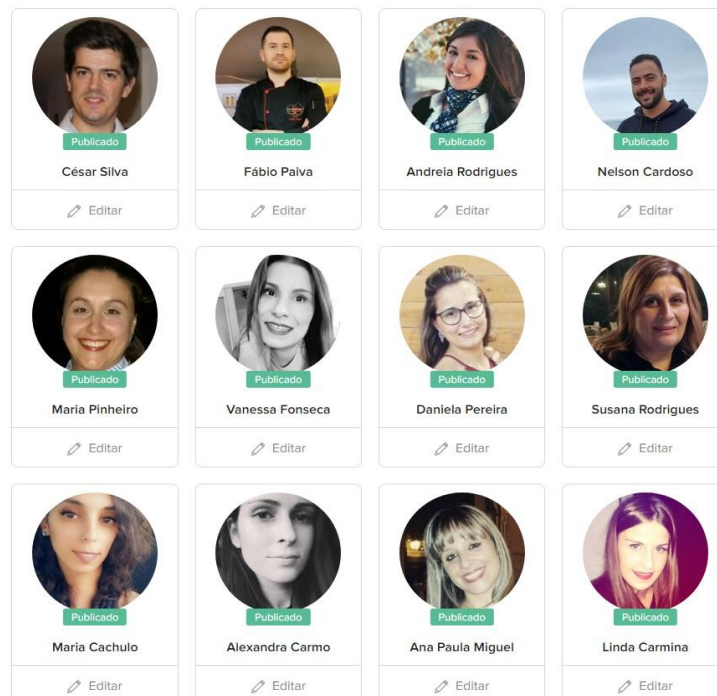 Publicado Publicado Publicado Publicado
César Silva Fábio Paiva Andreia Rodrigues Nelson Cardoso
Editar Editar Editar Editar
Publicado Publicado Publicado Publicado
Maria Pinheiro Vanessa Fonseca Daniela Pereira Susana Rodrigues
Editar Editar Editar Editar
Publicado Publicado Publicado Publicado
Maria Cachulo Alexandra Carmo Ana Paula Miguel Linda Carmina
Editar Editar Editar Editar